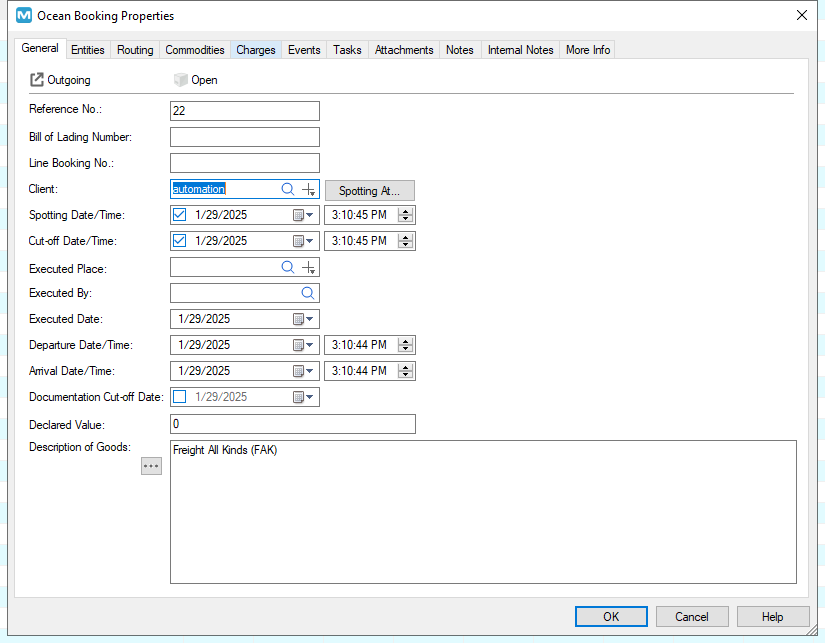 M Ocean Booking Properties
General Entities Routing Commodities Charges Events Tasks Attachments Notes Internal Notes More Info
Outgoing Open
Reference No.: 22
Bill of Lading Number:
Line Booking No.:
Client: automation Spotting At...
Spotting Date/Time: 1/29/2025 3:10:45 PM
Cut-off Date/Time: 1/29/2025 3:10:45 PM
Executed Place:
Executed By:
Executed Date: 1/29/2025
Departure Date/Time: 1/29/2025 3:10:44 PM
Arrival Date/Time: 1/29/2025 3:10:44 PM
Documentation Cut-off Date: 1/29/2025
Declared Value: 0
Description of Goods: Freight All Kinds (FAK)
...
OK Cancel Help